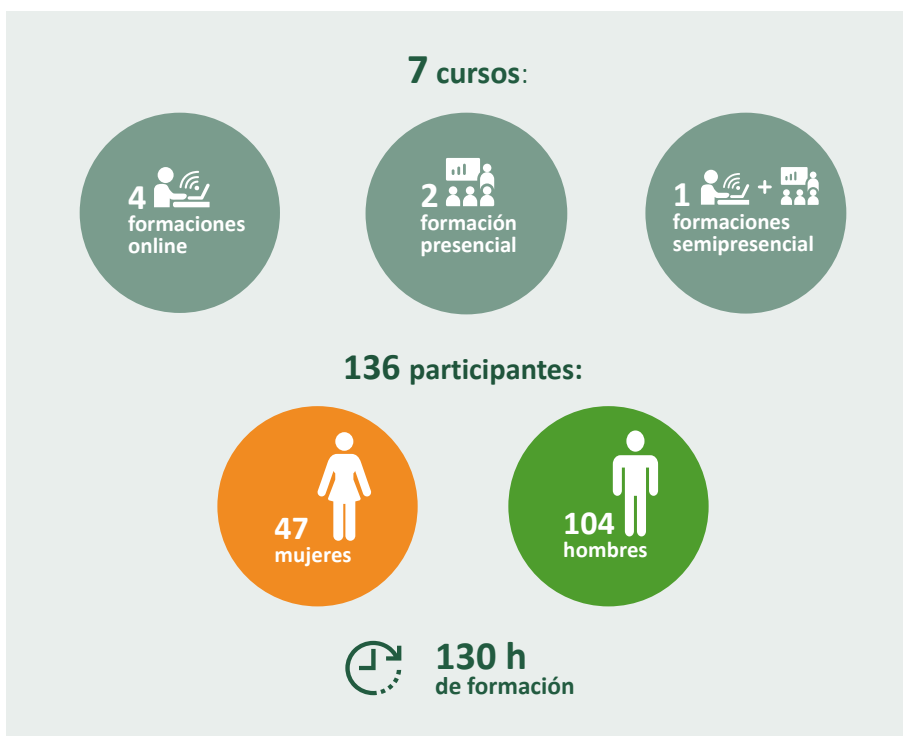 7 cursos:
4
formaciones
online
2
formación
presencial
1 +
formaciones
semipresencial
136 participantes:
47
mujeres
104
hombres
130 h
de formación